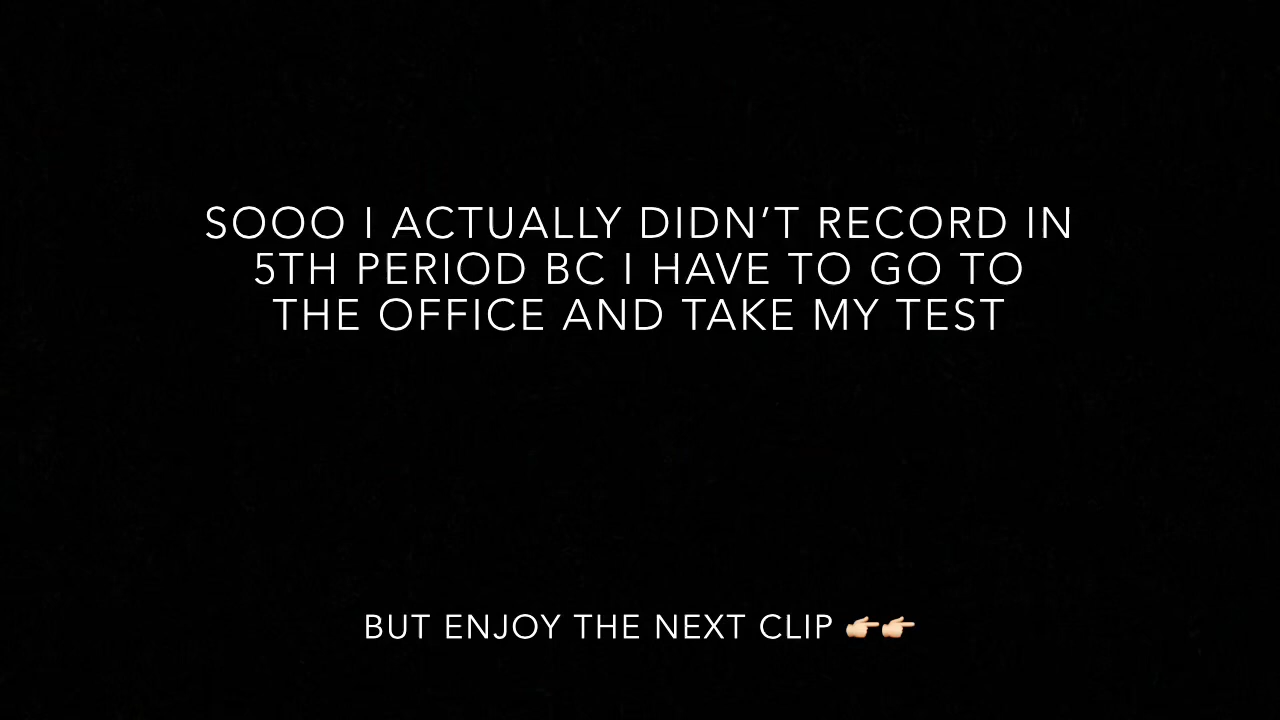 SOOO I ACTUALLY DIDN’T RECORD IN
5TH PERIOD BC I HAVE TO GO TO
THE OFFICE AND TAKE MY TEST
BUT ENJOY THE NEXT CLIP 👉🏻👉🏻